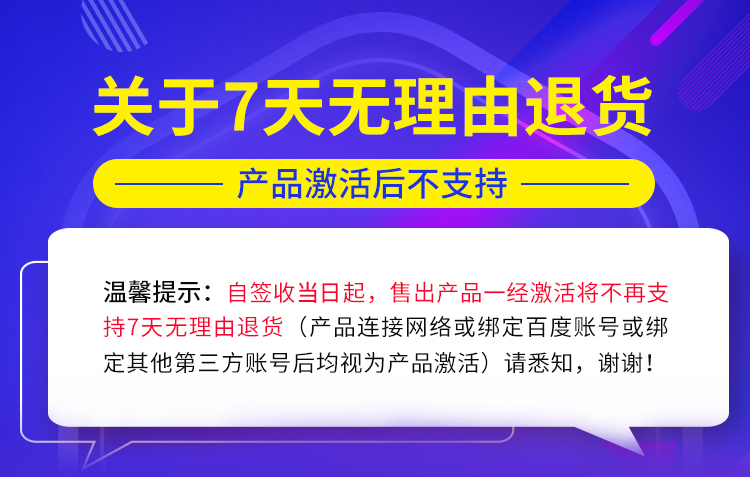 关于7天无理由退货
产品激活后不支持
温馨提示：自签收当日起，售出产品一经激活将不再支
持7天无理由退货（产品连接网络或绑定百度账号或绑
定其他第三方账号后均视为产品激活）请悉知，谢谢！